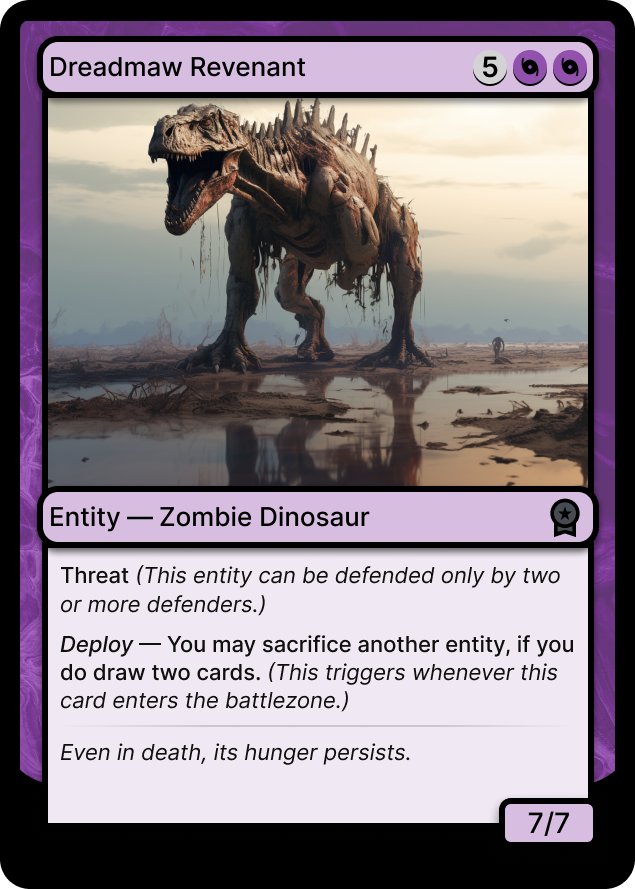 Dreadmaw Revenant 5
Entity — Zombie Dinosaur
Threat (This entity can be defended only by two
or more defenders.)
Deploy — You may sacrifice another entity, if you
do draw two cards. (This triggers whenever this
card enters the battlezone.)
Even in death, its hunger persists.
7/7